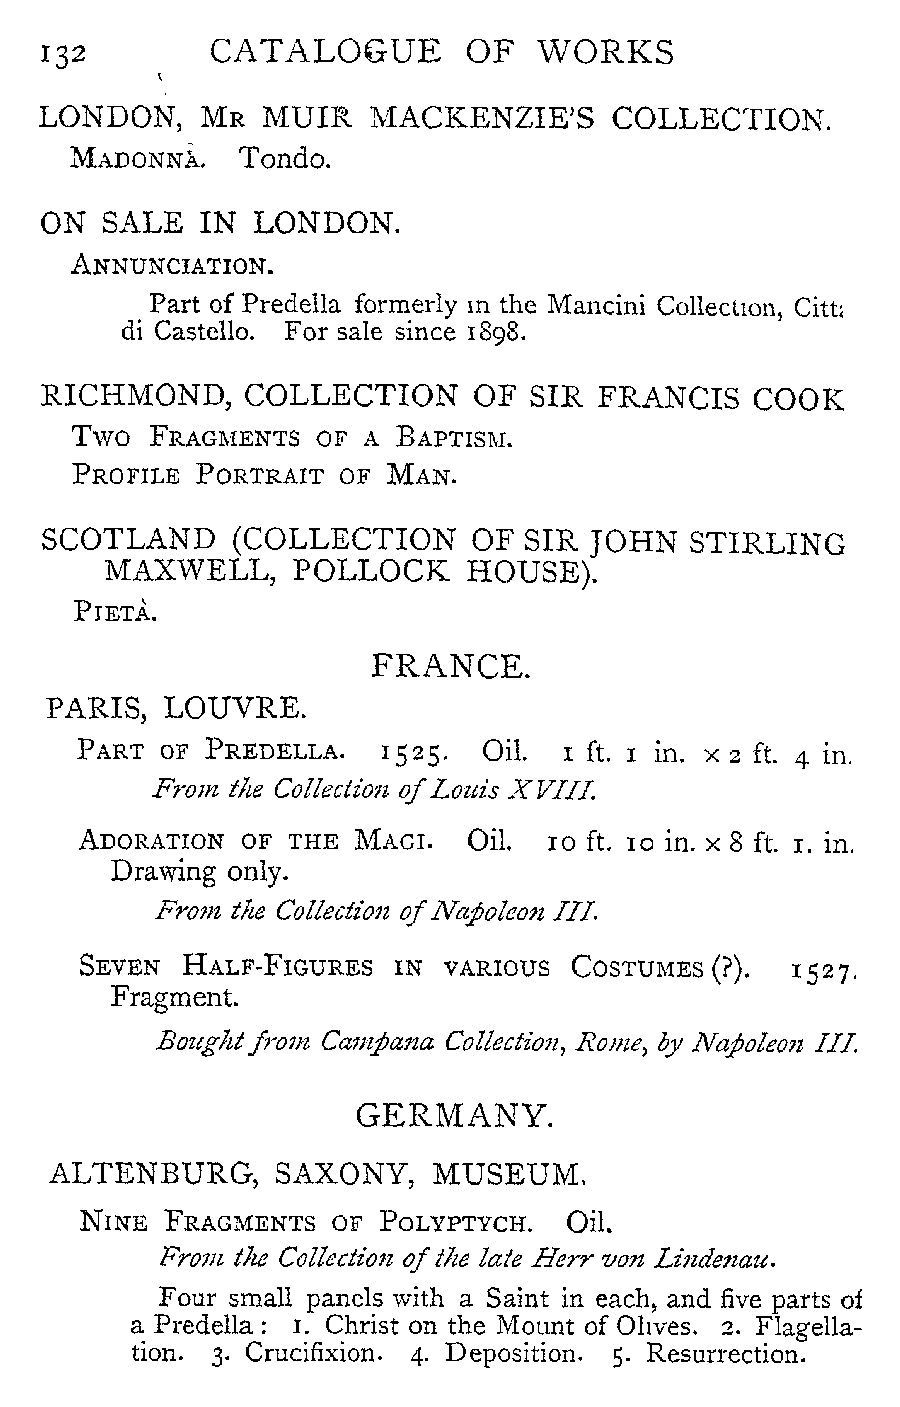 132 CATALOGUE OF WORKS
LONDON, MR MUIR MACKENZIE'S COLLECTION.
MADONNA. Tondo.
ON SALE IN LONDON.
ANNUNCIATION.
Part of Predella formerly in the Mancini Collection, Citt
di Castello. For sale since 1898.
RICHMOND, COLLECTION OF SIR FRANCIS COOK
TWO FRAGMENTS OF A BAPTISM.
PROFILE PORTRAIT OF MAN.
SCOTLAND (COLLECTION OF SIR JOHN STIRLING
MAXWELL, POLLOCK HOUSE).
PIETÀ.
FRANCE.
PARIS, LOUVRE.
PART OF PREDELLA. 1525. Oil. 1 ft. 1 in. × 2 ft. 4 in.
From the Collection of Louis XVIII.
ADORATION OF THE MAGI. Oil. 10 ft. 10 in. × 8 ft. 1. in.
Drawing only.
From the Collection of Napoleon III.
SEVEN HALF-FIGURES IN VARIOUS COSTUMES (?). 1527.
Fragment.
Bought from Campana Collection, Rome, by Napoleon III.
GERMANY.
ALTENBURG, SAXONY, MUSEUM.
NINE FRAGMENTS OF POLYPTYCH. Oil.
From the Collection of the late Herr von Lindenau.
Four small panels with a Saint in each, and five parts of
a Predella: 1. Christ on the Mount of Olives. 2. Flagella-
tion. 3. Crucifixion. 4. Deposition. 5. Resurrection.